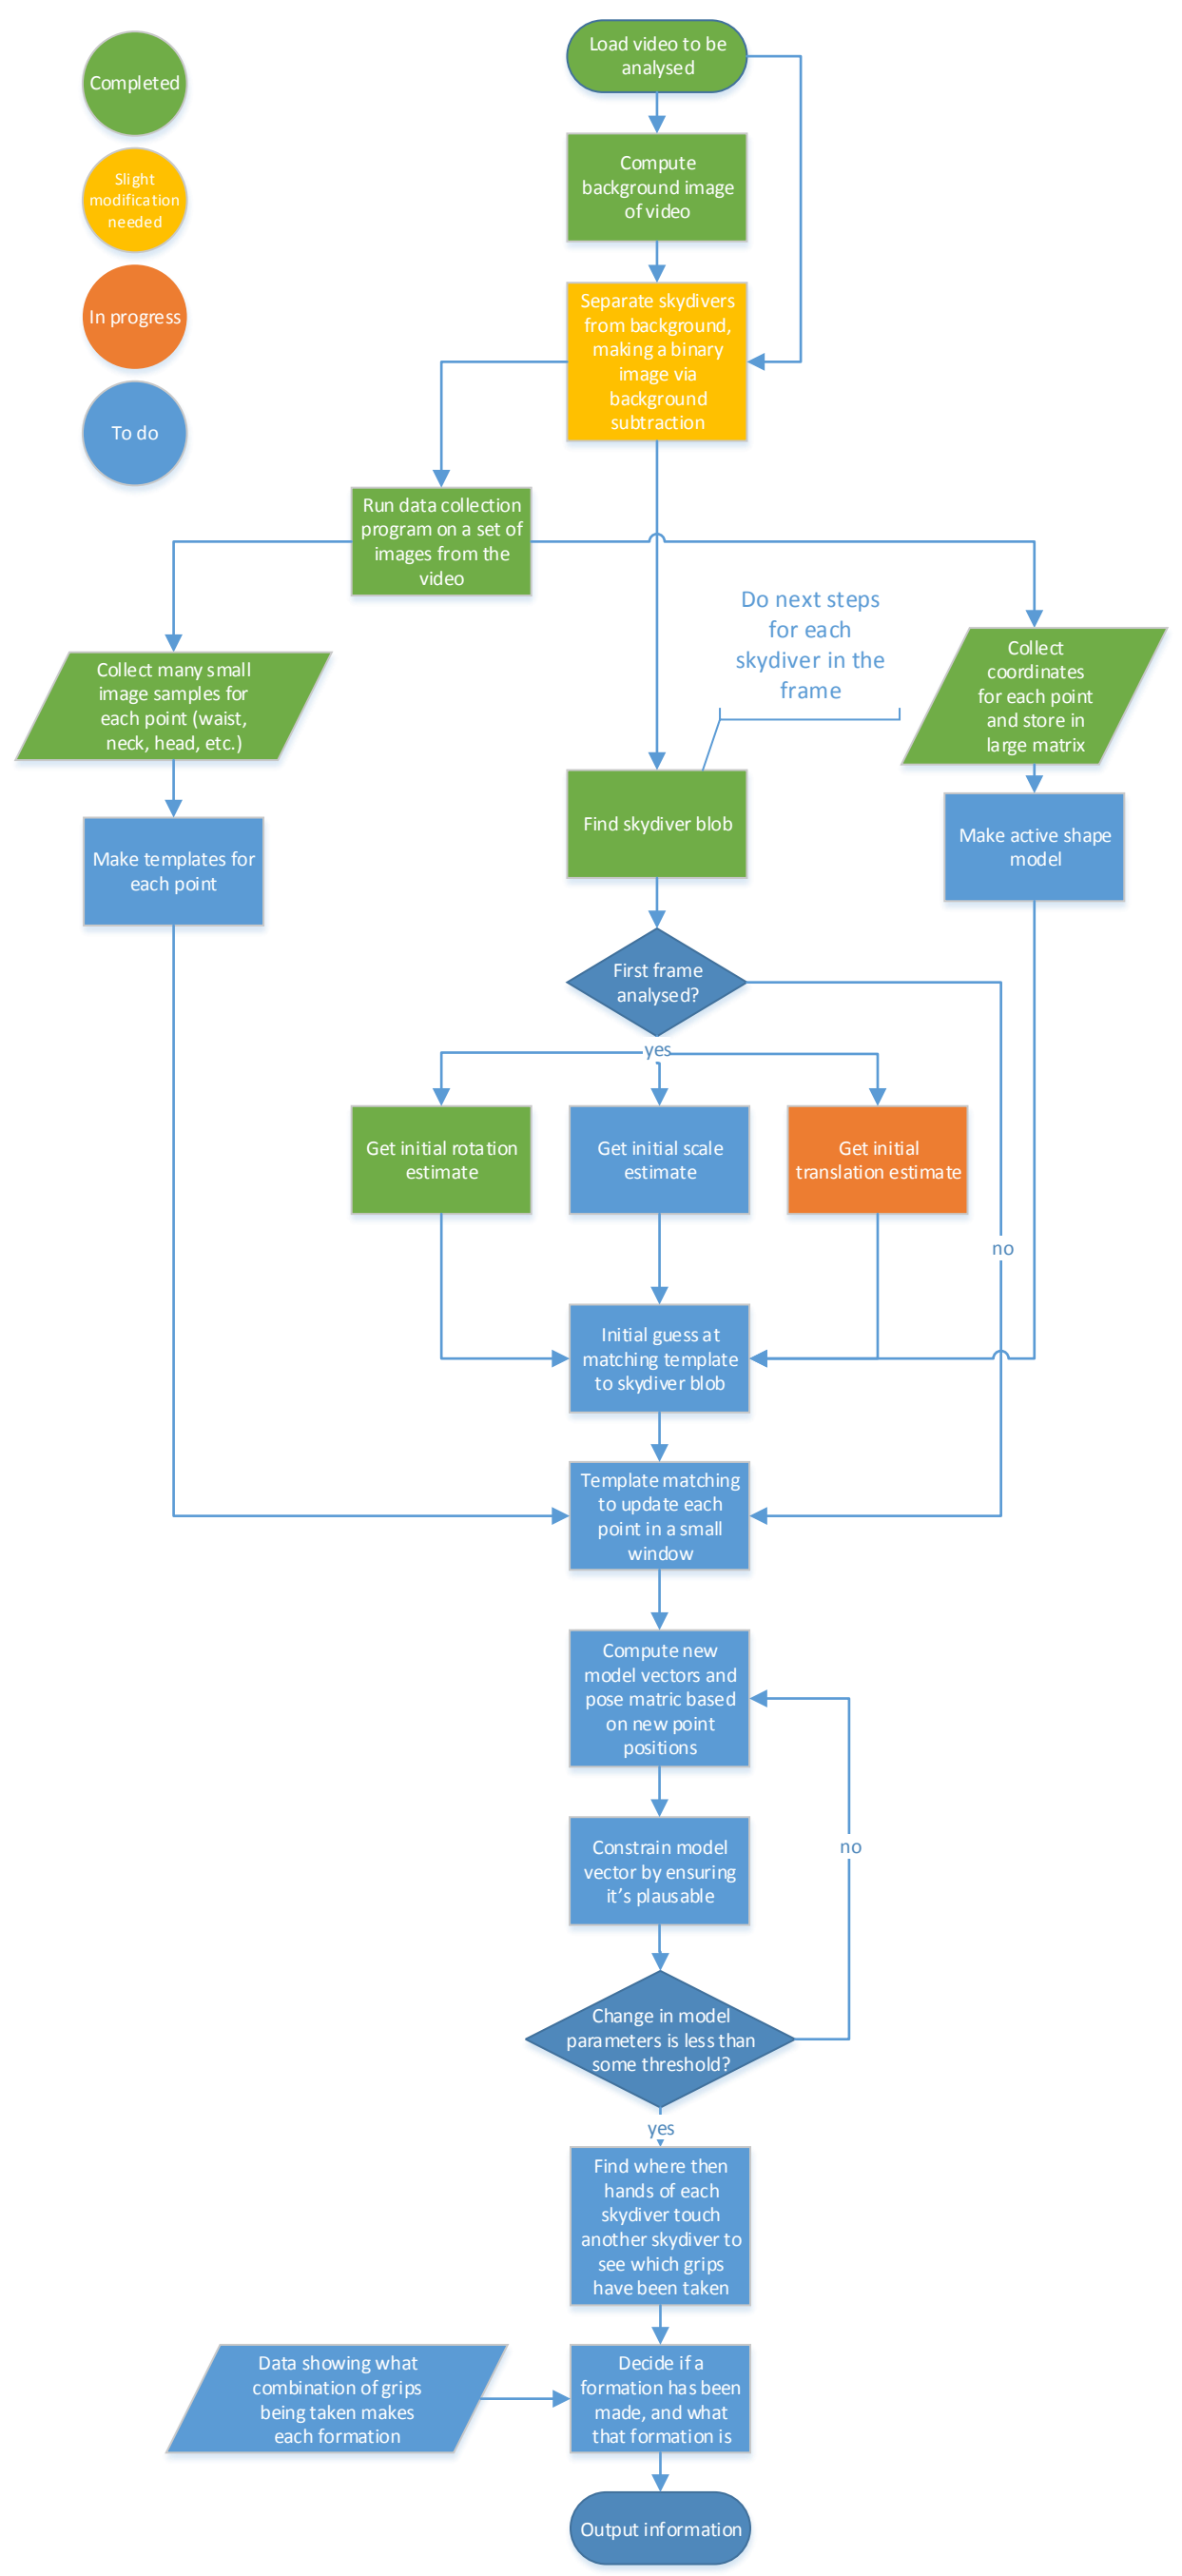 Completed
Slight
modification
needed
In progress
To do
Load video to be
analysed
Compute
background image
of video
Separate skydivers
from background,
making a binary
image via
background
subtraction
Run data collection
program on a set of
images from the
video
Do next steps
for each
skydiver in the
frame
Collect many small
image samples for
each point (waist,
neck, head, etc.)
Collect
coordinates
for each point
and store in
large matrix
Find skydiver blob
Make templates for
each point
Make active shape
model
First frame
analysed?
yes
Get initial rotation
estimate
Get initial scale
estimate
Get initial
translation estimate
no
Initial guess at
matching template
to skydiver blob
Template matching
to update each
point in a small
window
Compute new
model vectors and
pose matric based
on new point
positions
Constrain model
vector by ensuring
it's plausable
no
Change in model
parameters is less than
some threshold?
yes
Find where then
hands of each
skydiver touch
another skydiver to
see which grips
have been taken
Data showing what
combination of grips
being taken makes
each formation
Decide if a
formation has been
made, and what
that formation is
Output information